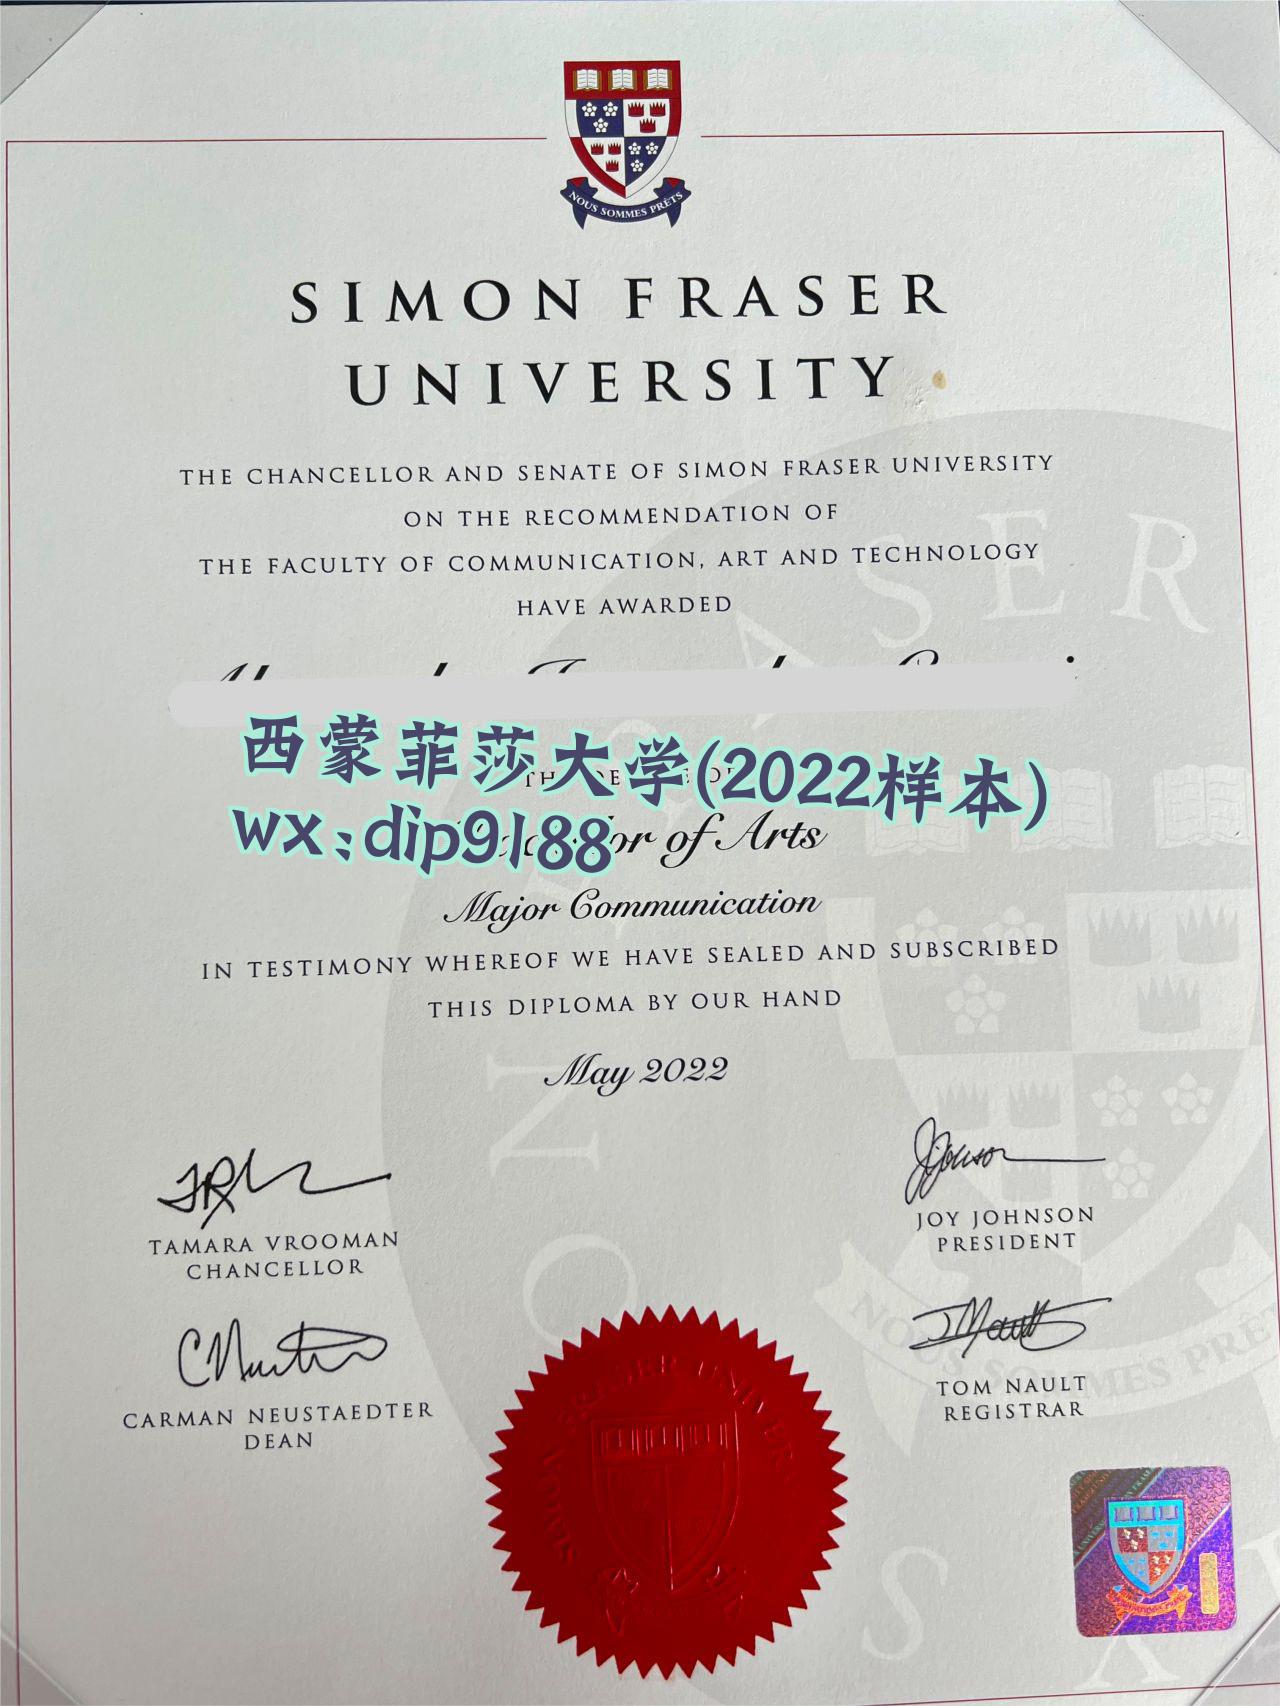 NOUS SOMMES PRÊTS
SIMON FRASER
UNIVERSITY
THE CHANCELLOR AND SENATE OF SIMON FRASER UNIVERSITY
ON THE RECOMMENDATION OF
THE FACULTY OF COMMUNICATION, ART AND TECHNOLOGY
HAVE AWARDED
西蒙菲莎大学(2022样本)
wx;dip9188
of Arts
Major Communication
IN TESTIMONY WHEREOF WE HAVE SEALED AND SUBSCRIBED
THIS DIPLOMA BY OUR HAND
May 2022
TAMARA VROOMAN
CHANCELLOR
JOY JOHNSON
PRESIDENT
CARMAN NEUSTAEDTER
DEAN
TOM NAULT
REGISTRAR